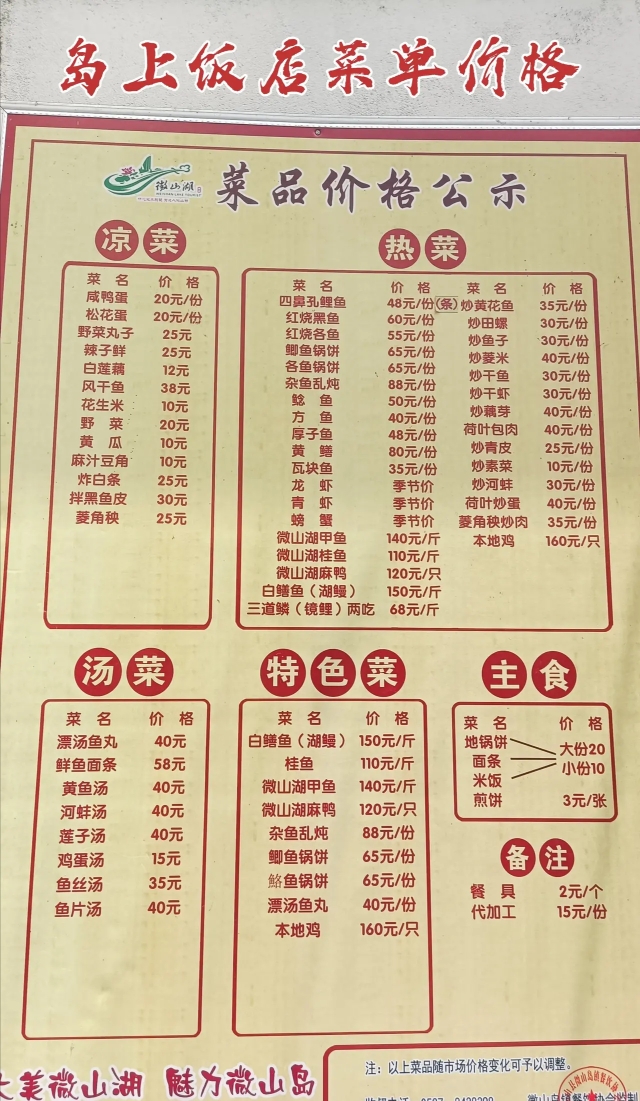 岛上饭店菜单价格
微山湖
菜品价格公示
凉菜
菜 名 价 格
咸鸭蛋 20元/份
松花蛋 20元/份
野菜丸子 25元
辣子鲜 25元
白莲藕 12元
风干鱼 38元
花生米 10元
野 菜 20元
黄 瓜 10元
麻汁豆角 10元
炸白条 25元
拌黑鱼皮 30元
菱角秧 25元
热菜
菜 名 价 格
四鼻孔鲤鱼 48元/份(条)
红烧黑鱼 60元/份
红烧各鱼 55元/份
鲫鱼锅饼 65元/份
各鱼锅饼 65元/份
杂鱼乱炖 88元/份
鲶 鱼 50元/份
方 鱼 40元/份
厚子鱼 48元/份
黄 鳝 80元/份
瓦块鱼 35元/份
龙 虾 季节价
青 虾 季节价
螃 蟹 季节价
微山湖甲鱼 140元/斤
微山湖桂鱼 110元/斤
微山湖麻鸭 120元/只
白鳝鱼（湖鳗） 150元/斤
三道鳞（镜鲤）两吃 68元/斤
菜 名 价 格
炒黄花鱼 35元/份
炒田螺 30元/份
炒鱼子 30元/份
炒菱米 40元/份
炒干鱼 30元/份
炒干虾 30元/份
炒藕芽 40元/份
荷叶包肉 40元/份
炒青皮 25元/份
炒素菜 10元/份
炒河蚌 30元/份
荷叶炒蛋 40元/份
菱角秧炒肉 35元/份
本地鸡 160元/只
汤菜
菜 名 价 格
漂汤鱼丸 40元
鲜鱼面条 58元
黄鱼汤 40元
河蚌汤 40元
莲子汤 40元
鸡蛋汤 15元
鱼丝汤 35元
鱼片汤 40元
特色菜
菜 名 价 格
白鳝鱼（湖鳗） 150元/斤
桂鱼 110元/斤
微山湖甲鱼 140元/斤
微山湖麻鸭 120元/只
杂鱼乱炖 88元/份
鲫鱼锅饼 65元/份
鮥鱼锅饼 65元/份
漂汤鱼丸 40元/份
本地鸡 160元/只
主食
菜 名 价 格
地锅饼 大份20
面条 小份10
米饭
煎饼 3元/张
备注
餐 具 2元/个
代加工 15元/份
大美微山湖 魅力微山岛
注：以上菜品随市场价格变化可予以调整。